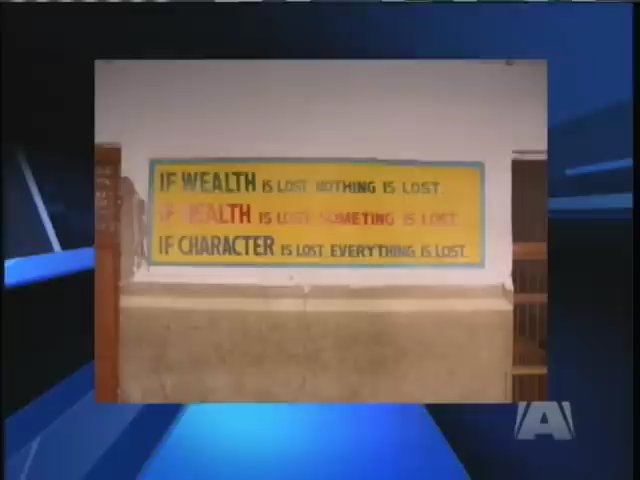 IF WEALTH IS LOST NOTHING IS LOST.
IF HEALTH IS LOST SOMETING IS LOST.
IF CHARACTER IS LOST EVERYTHING IS LOST.
A